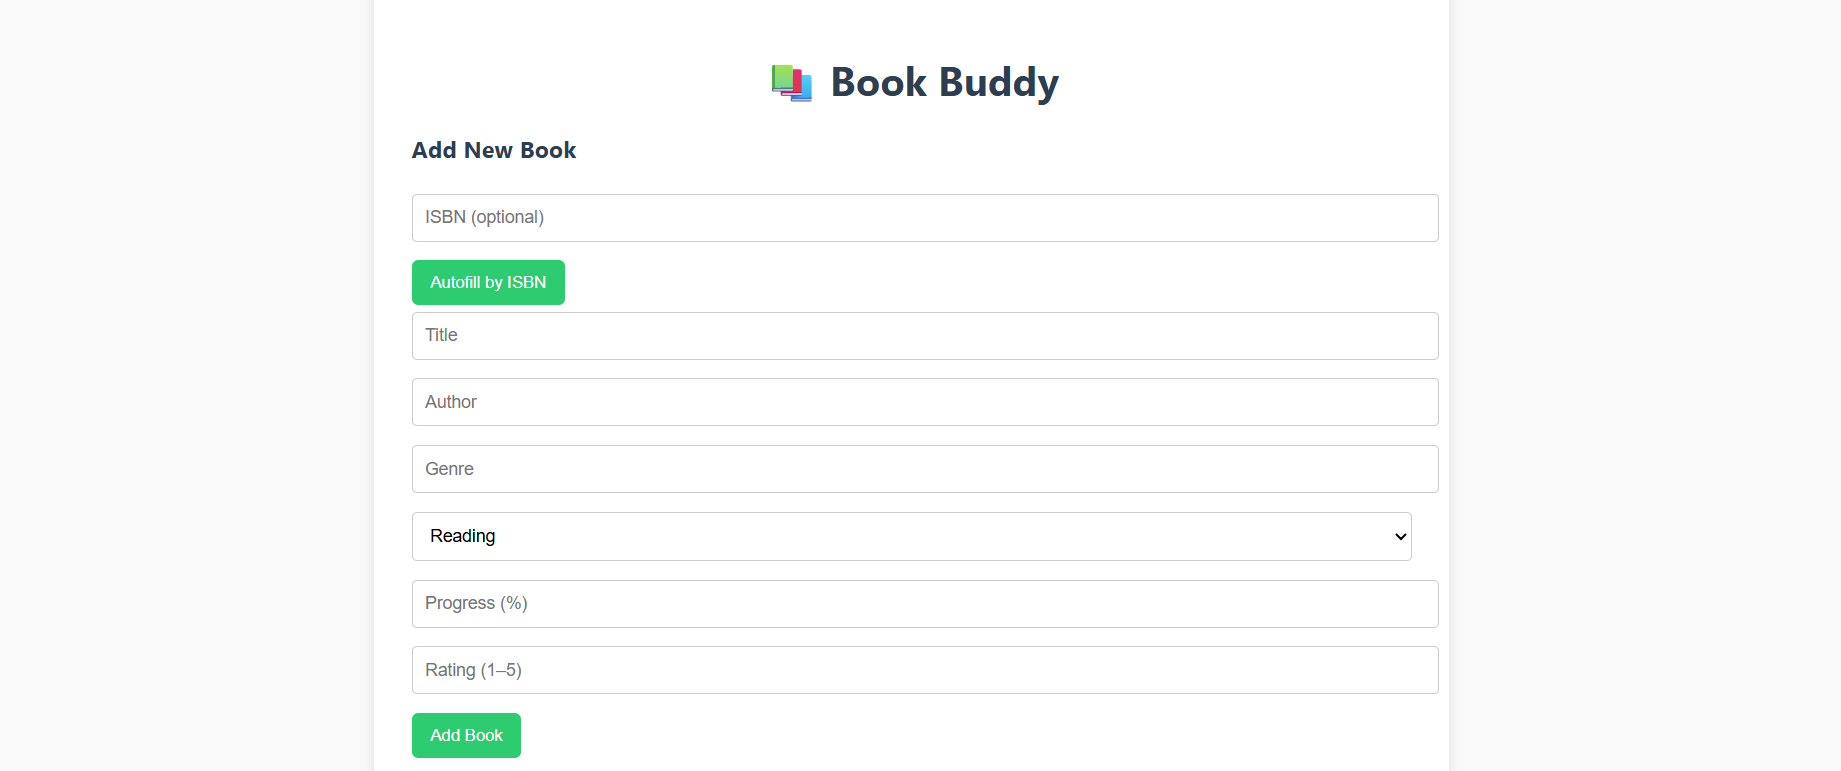 Book Buddy
Add New Book
ISBN (optional)
Autofill by ISBN
Title
Author
Genre
Reading
Progress (%)
Rating (1–5)
Add Book